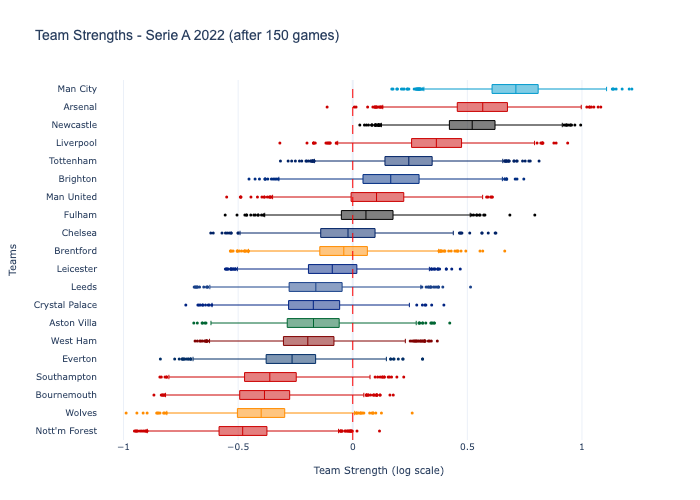 Team Strengths - Serie A 2022 (after 150 games)
Man City
Arsenal
Newcastle
Liverpool
Tottenham
Brighton
Man United
Fulham
Chelsea
Brentford
Leicester
Leeds
Crystal Palace
Aston Villa
West Ham
Everton
Southampton
Bournemouth
Wolves
Nott'm Forest
Teams
−1 −0.5 0 0.5 1
Team Strength (log scale)